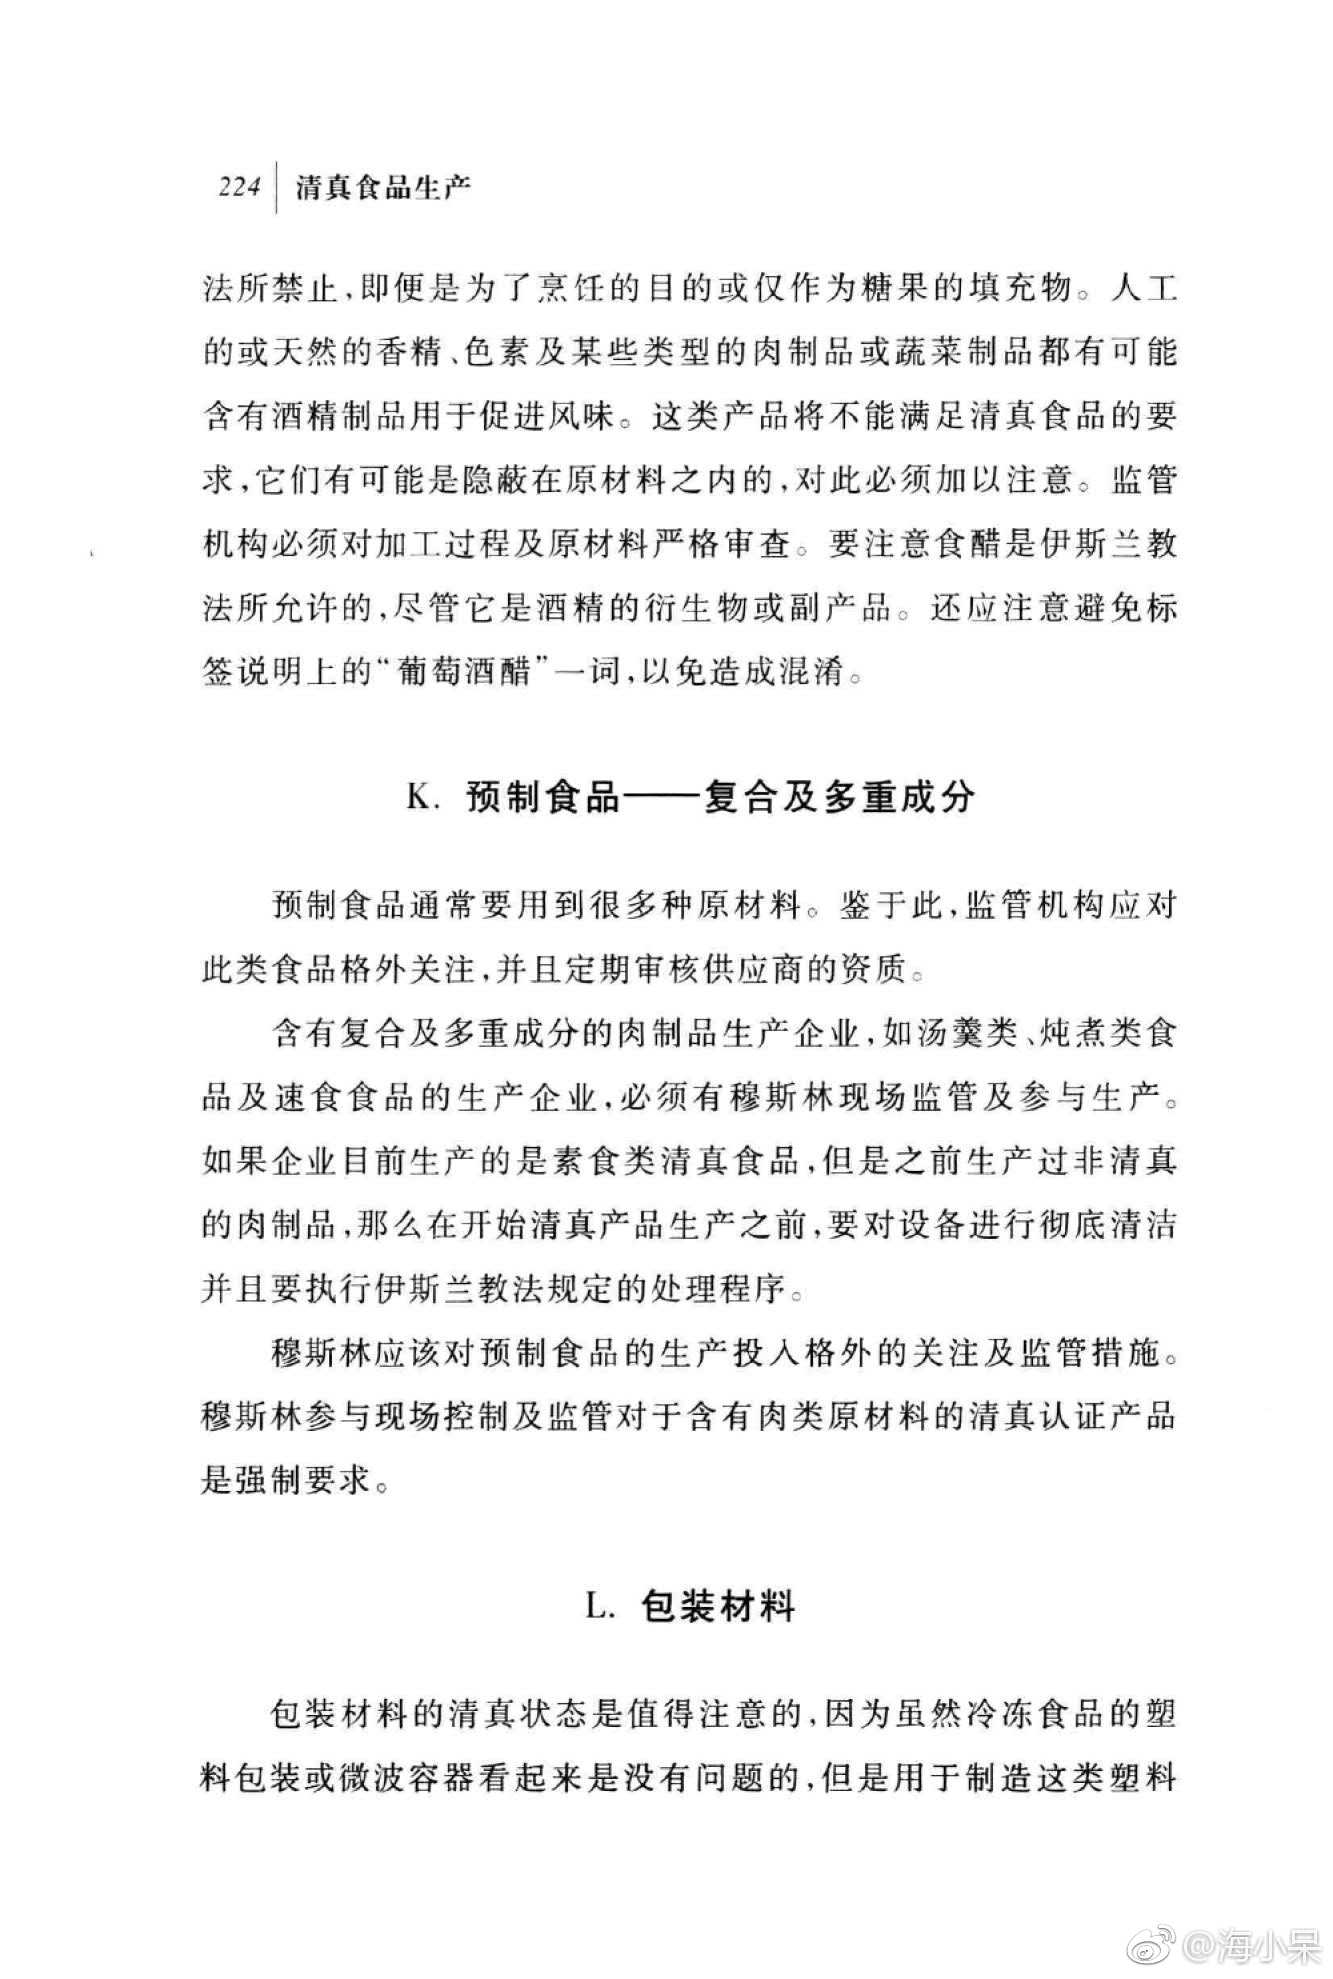 224 清真食品生产
法所禁止,即便是为了烹饪的目的或仅作为糖果的填充物。人工
的或天然的香精、色素及某些类型的肉制品或蔬菜制品都有可能
含有酒精制品用于促进风味。这类产品将不能满足清真食品的要
求,它们有可能是隐蔽在原材料之内的,对此必须加以注意。监管
机构必须对加工过程及原材料严格审查。要注意食醋是伊斯兰教
法所允许的,尽管它是酒精的衍生物或副产品。还应注意避免标
签说明上的“葡萄酒醋”一词,以免造成混淆。
K. 预制食品——复合及多重成分
预制食品通常要用到很多种原材料。鉴于此,监管机构应对
此类食品格外关注,并且定期审核供应商的资质。
含有复合及多重成分的肉制品生产企业,如汤羹类、炖煮类食
品及速食食品的生产企业,必须有穆斯林现场监管及参与生产。
如果企业目前生产的是素食类清真食品,但是之前生产过非清真
的肉制品,那么在开始清真产品生产之前,要对设备进行彻底清洁
并且要执行伊斯兰教法规定的处理程序。
穆斯林应该对预制食品的生产投入格外的关注及监管措施。
穆斯林参与现场控制及监管对于含有肉类原材料的清真认证产品
是强制要求。
L. 包装材料
包装材料的清真状态是值得注意的,因为虽然冷冻食品的塑
料包装或微波容器看起来是没有问题的,但是用于制造这类塑料
@海小呆